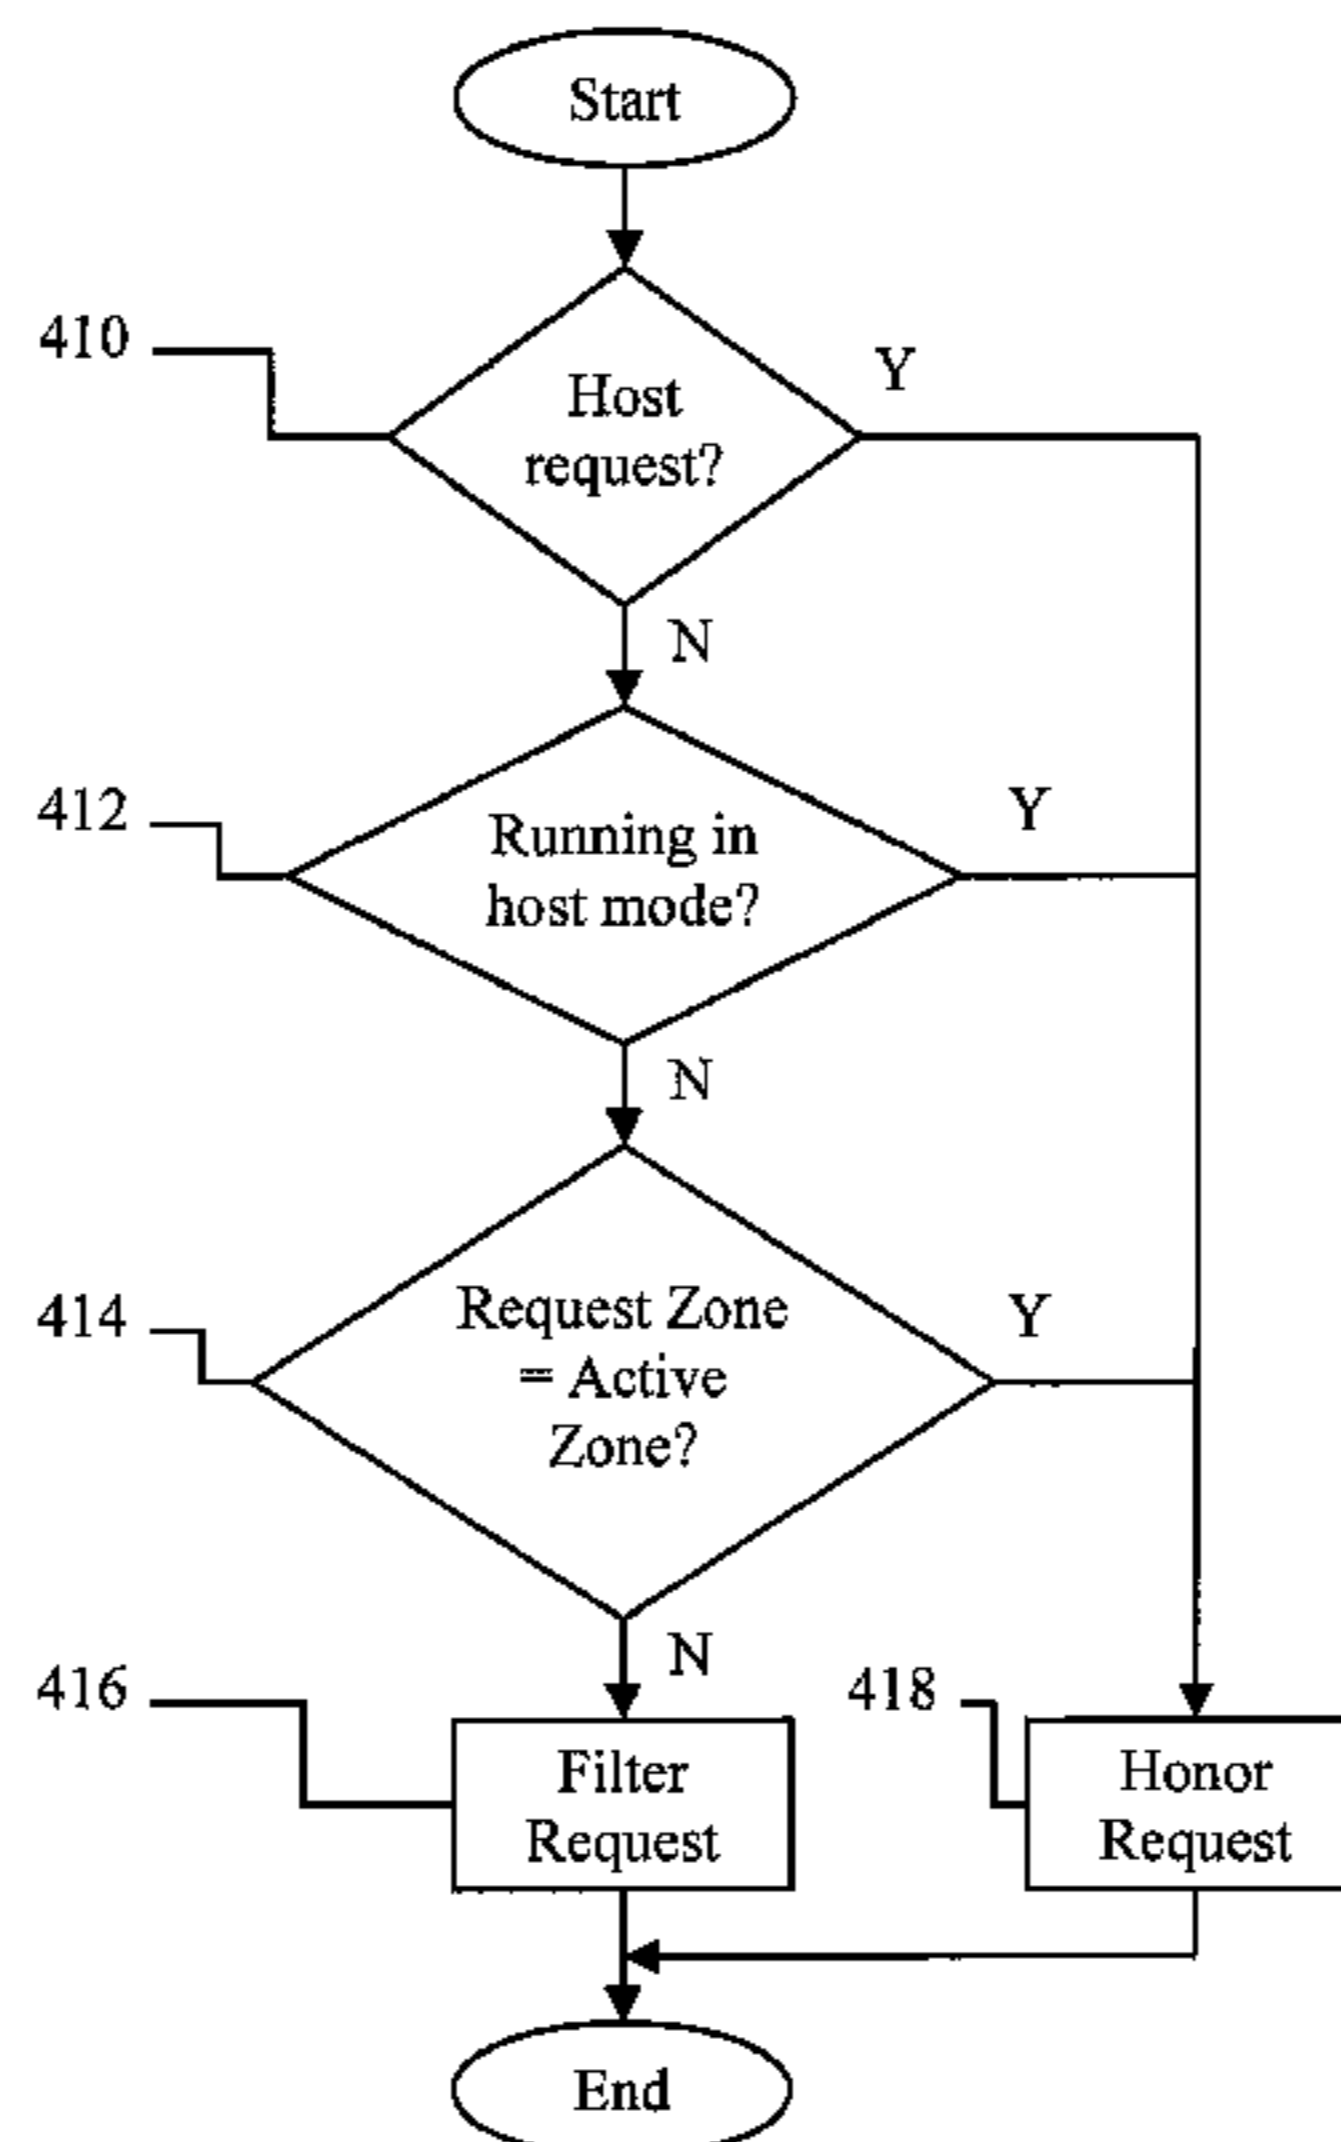 Start
410
Host
request?
Y
N
412
Running in
host mode?
Y
N
414
Request Zone
= Active
Zone?
Y
N
416
Filter
Request
418
Honor
Request
End